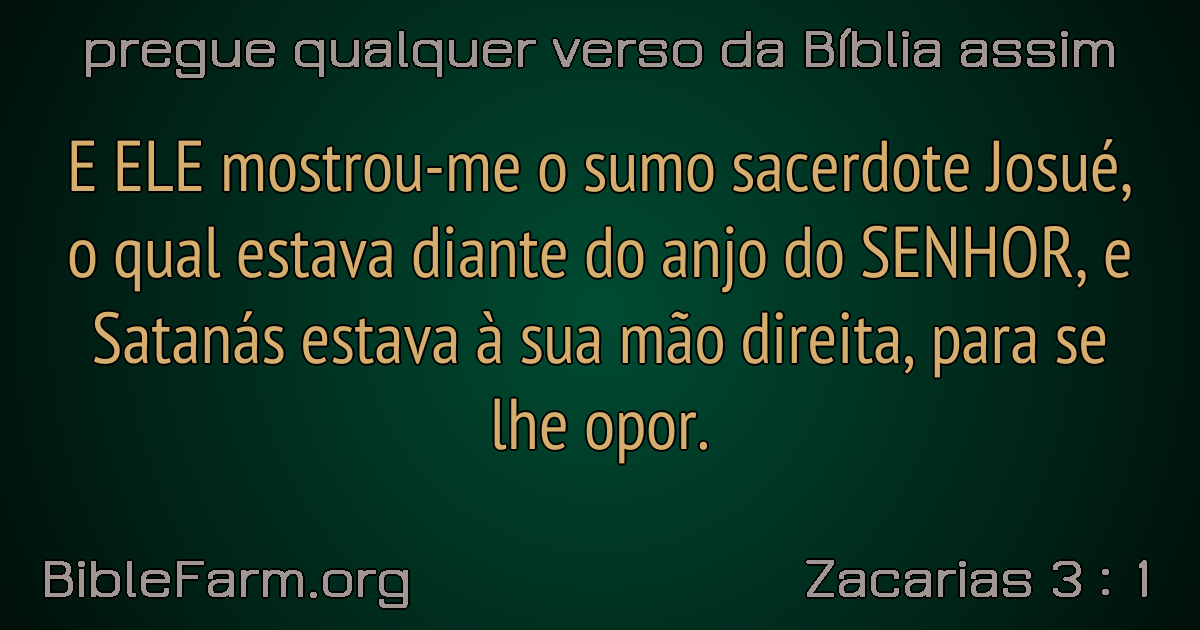 pregue qualquer verso da Bíblia assim
E ELE mostrou-me o sumo sacerdote Josué,
o qual estava diante do anjo do SENHOR, e
Satanás estava à sua mão direita, para se
lhe opor.
BibleFarm.org
Zacarias 3 : 1